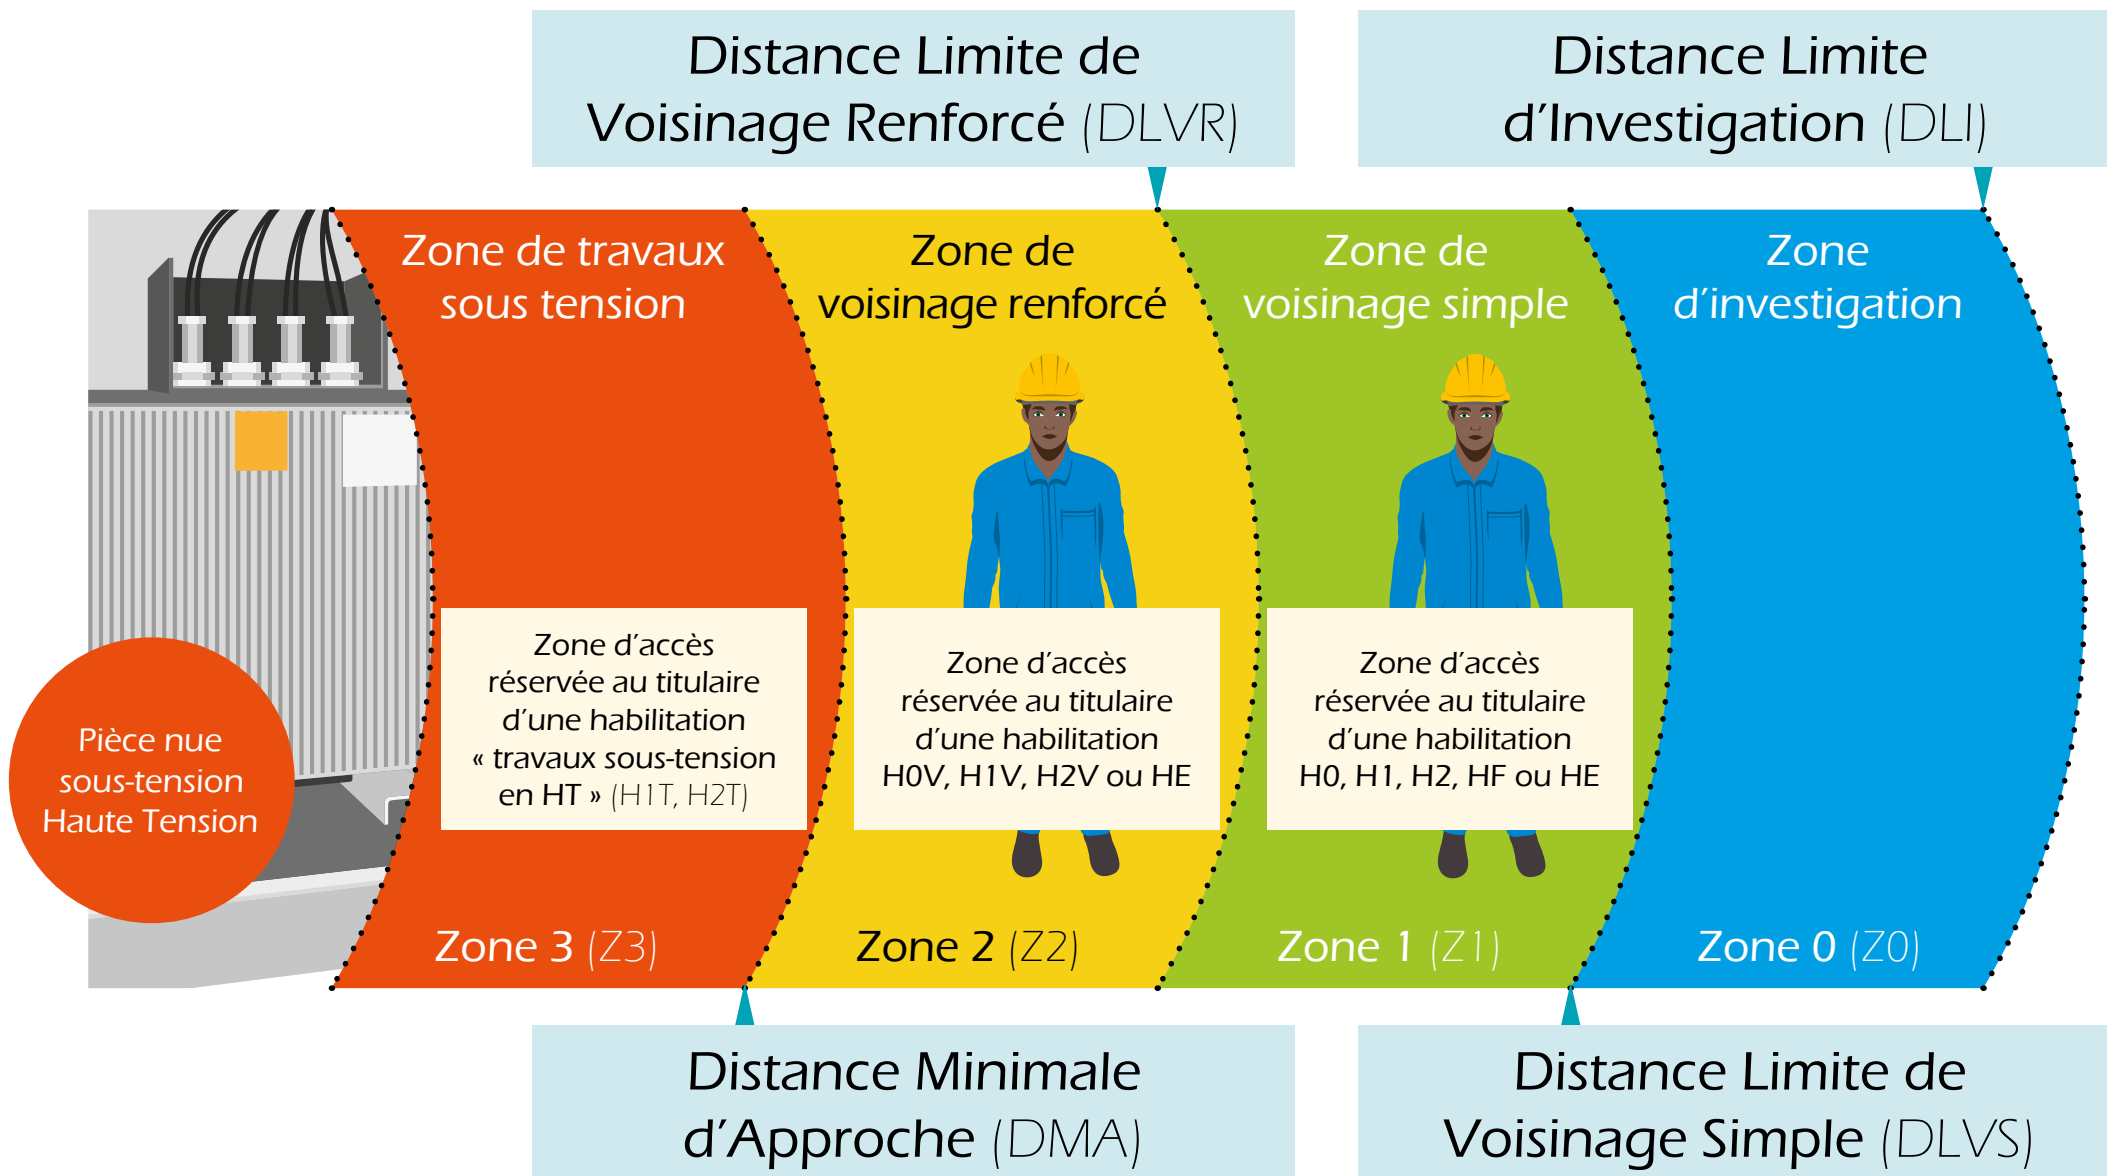 Distance Limite de
Voisinage Renforcé (DLVR)
Distance Limite
d'Investigation (DLI)
Zone de travaux
sous tension
Zone de
voisinage renforcé
Zone de
voisinage simple
Zone
d'investigation
Pièce nue
sous-tension
Haute Tension
Zone d'accès
réservée au titulaire
d'une habilitation
« travaux sous-tension
en HT » (H1T, H2T)
Zone d'accès
réservée au titulaire
d'une habilitation
H0V, H1V, H2V ou HE
Zone d'accès
réservée au titulaire
d'une habilitation
H0, H1, H2, HF ou HE
Zone 3 (Z3)
Zone 2 (Z2)
Zone 1 (Z1)
Zone 0 (Z0)
Distance Minimale
d'Approche (DMA)
Distance Limite de
Voisinage Simple (DLVS)